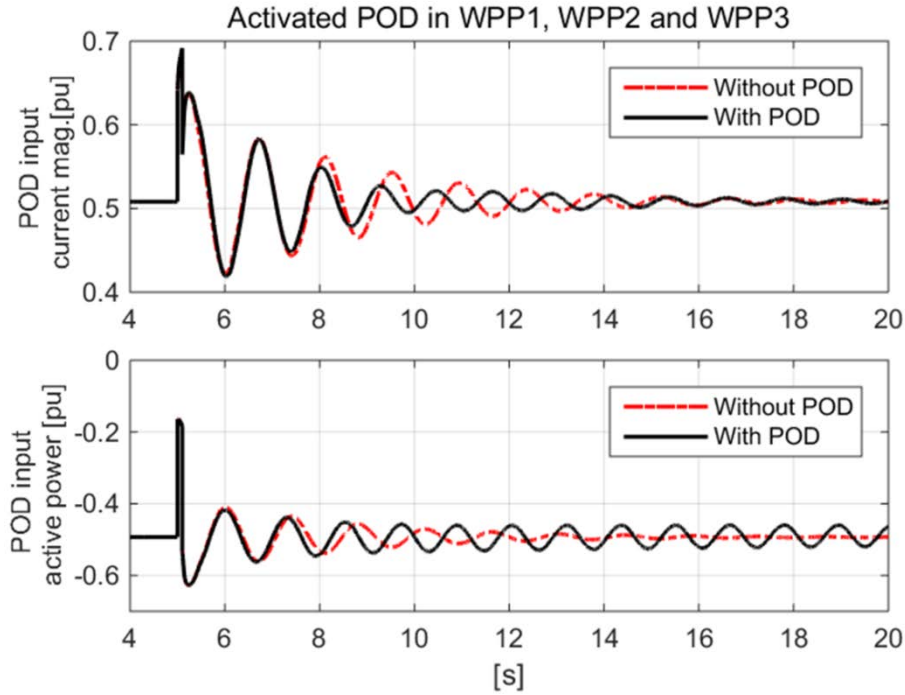 Activated POD in WPP1, WPP2 and WPP3
POD input
current mag.[pu]
0.7
0.6
0.5
0.4
Without POD
With POD
4 6 8 10 12 14 16 18 20
POD input
active power [pu]
0
-0.2
-0.4
-0.6
Without POD
With POD
4 6 8 10 12 14 16 18 20
[s]